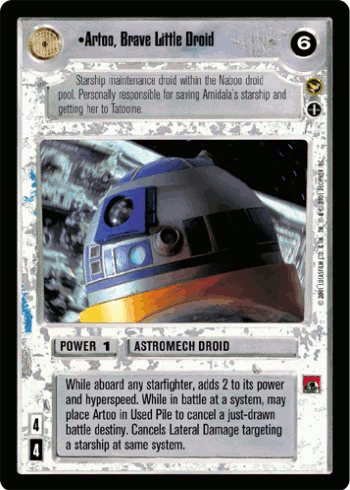 •Artoo, Brave Little Droid
6
Starship maintenance droid within the Naboo droid
pool. Personally responsible for saving Amidala's starship and
getting her to Tatooine.
POWER 1 ASTROMECH DROID
While aboard any starfighter, adds 2 to its power
and hyperspeed. While in battle at a system, may
place Artoo in Used Pile to cancel a just-drawn
battle destiny. Cancels Lateral Damage targeting
a starship at same system.
4
4